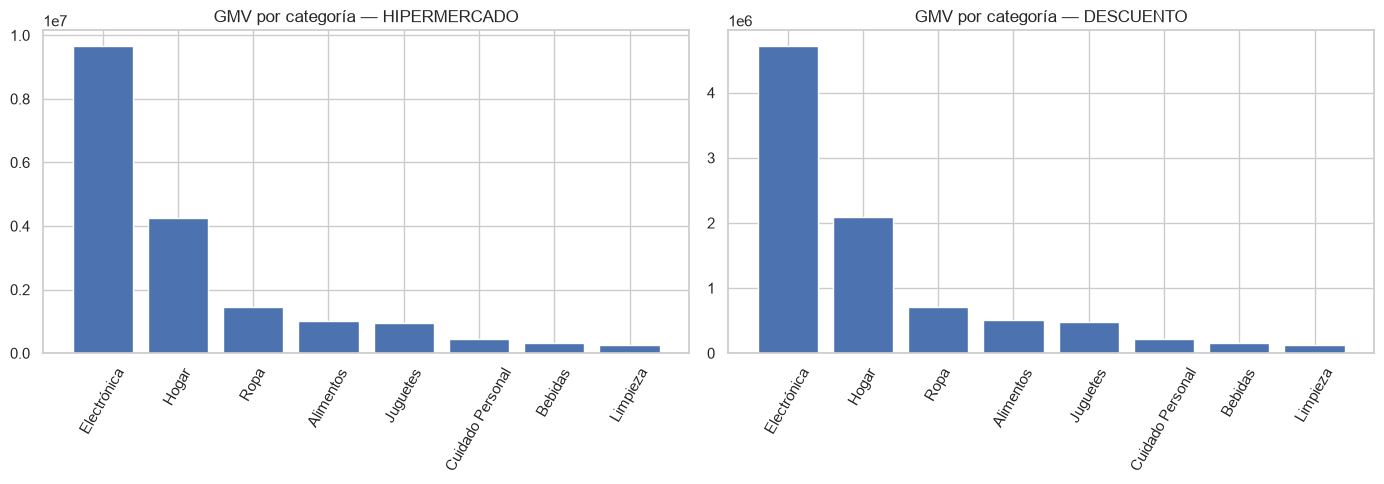 GMV por categoría — HIPERMERCADO
1e7
1.0
0.8
0.6
0.4
0.2
0.0
Electrónica
Hogar
Ropa
Alimentos
Juguetes
Cuidado Personal
Bebidas
Limpieza
GMV por categoría — DESCUENTO
1e6
4
3
2
1
0
Electrónica
Hogar
Ropa
Alimentos
Juguetes
Cuidado Personal
Bebidas
Limpieza